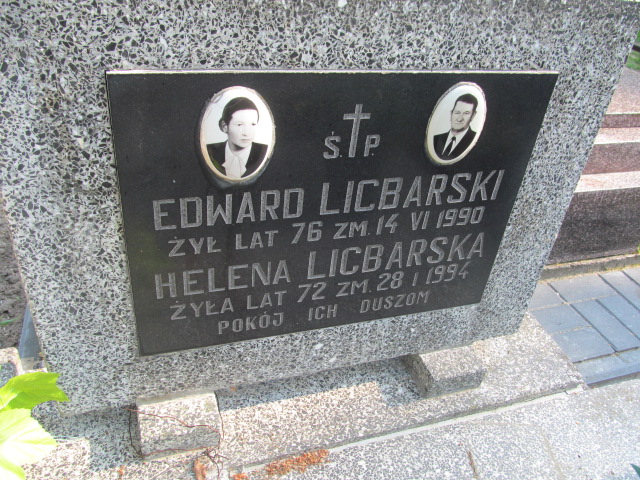 Ś. P.
EDWARD LICBARSKI
ŻYŁ LAT 76 ZM. 14 VI 1990
HELENA LICBARSKA
ŻYŁA LAT 72 ZM. 28 I 1994
POKÓJ ICH DUSZOM